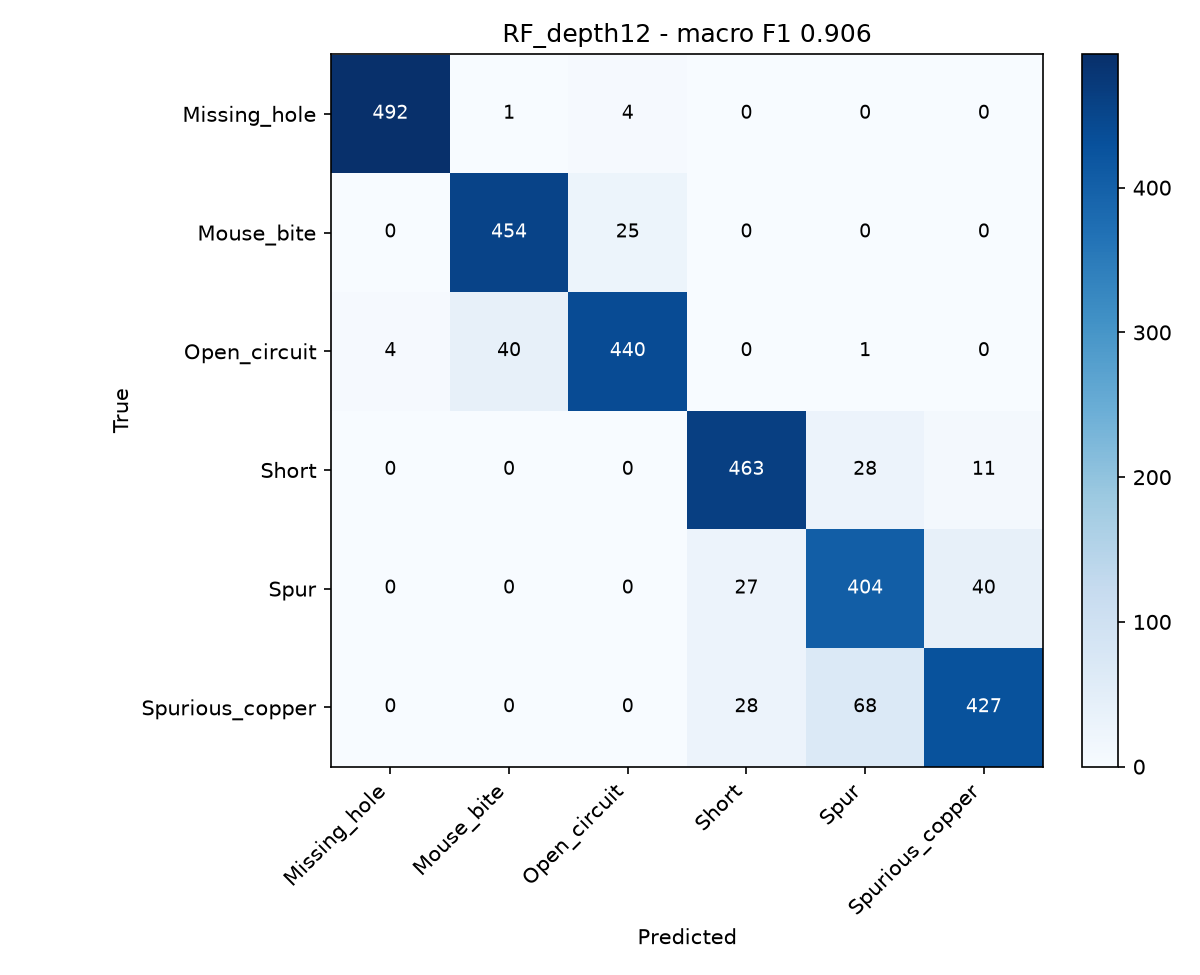 RF_depth12 - macro F1 0.906
Missing_hole 492 1 4 0 0 0
Mouse_bite 0 454 25 0 0 0
Open_circuit 4 40 440 0 1 0
Short 0 0 0 463 28 11
Spur 0 0 0 27 404 40
Spurious_copper 0 0 0 28 68 427
True
Missing_hole Mouse_bite Open_circuit Short Spur Spurious_copper
Predicted
400
300
200
100
0